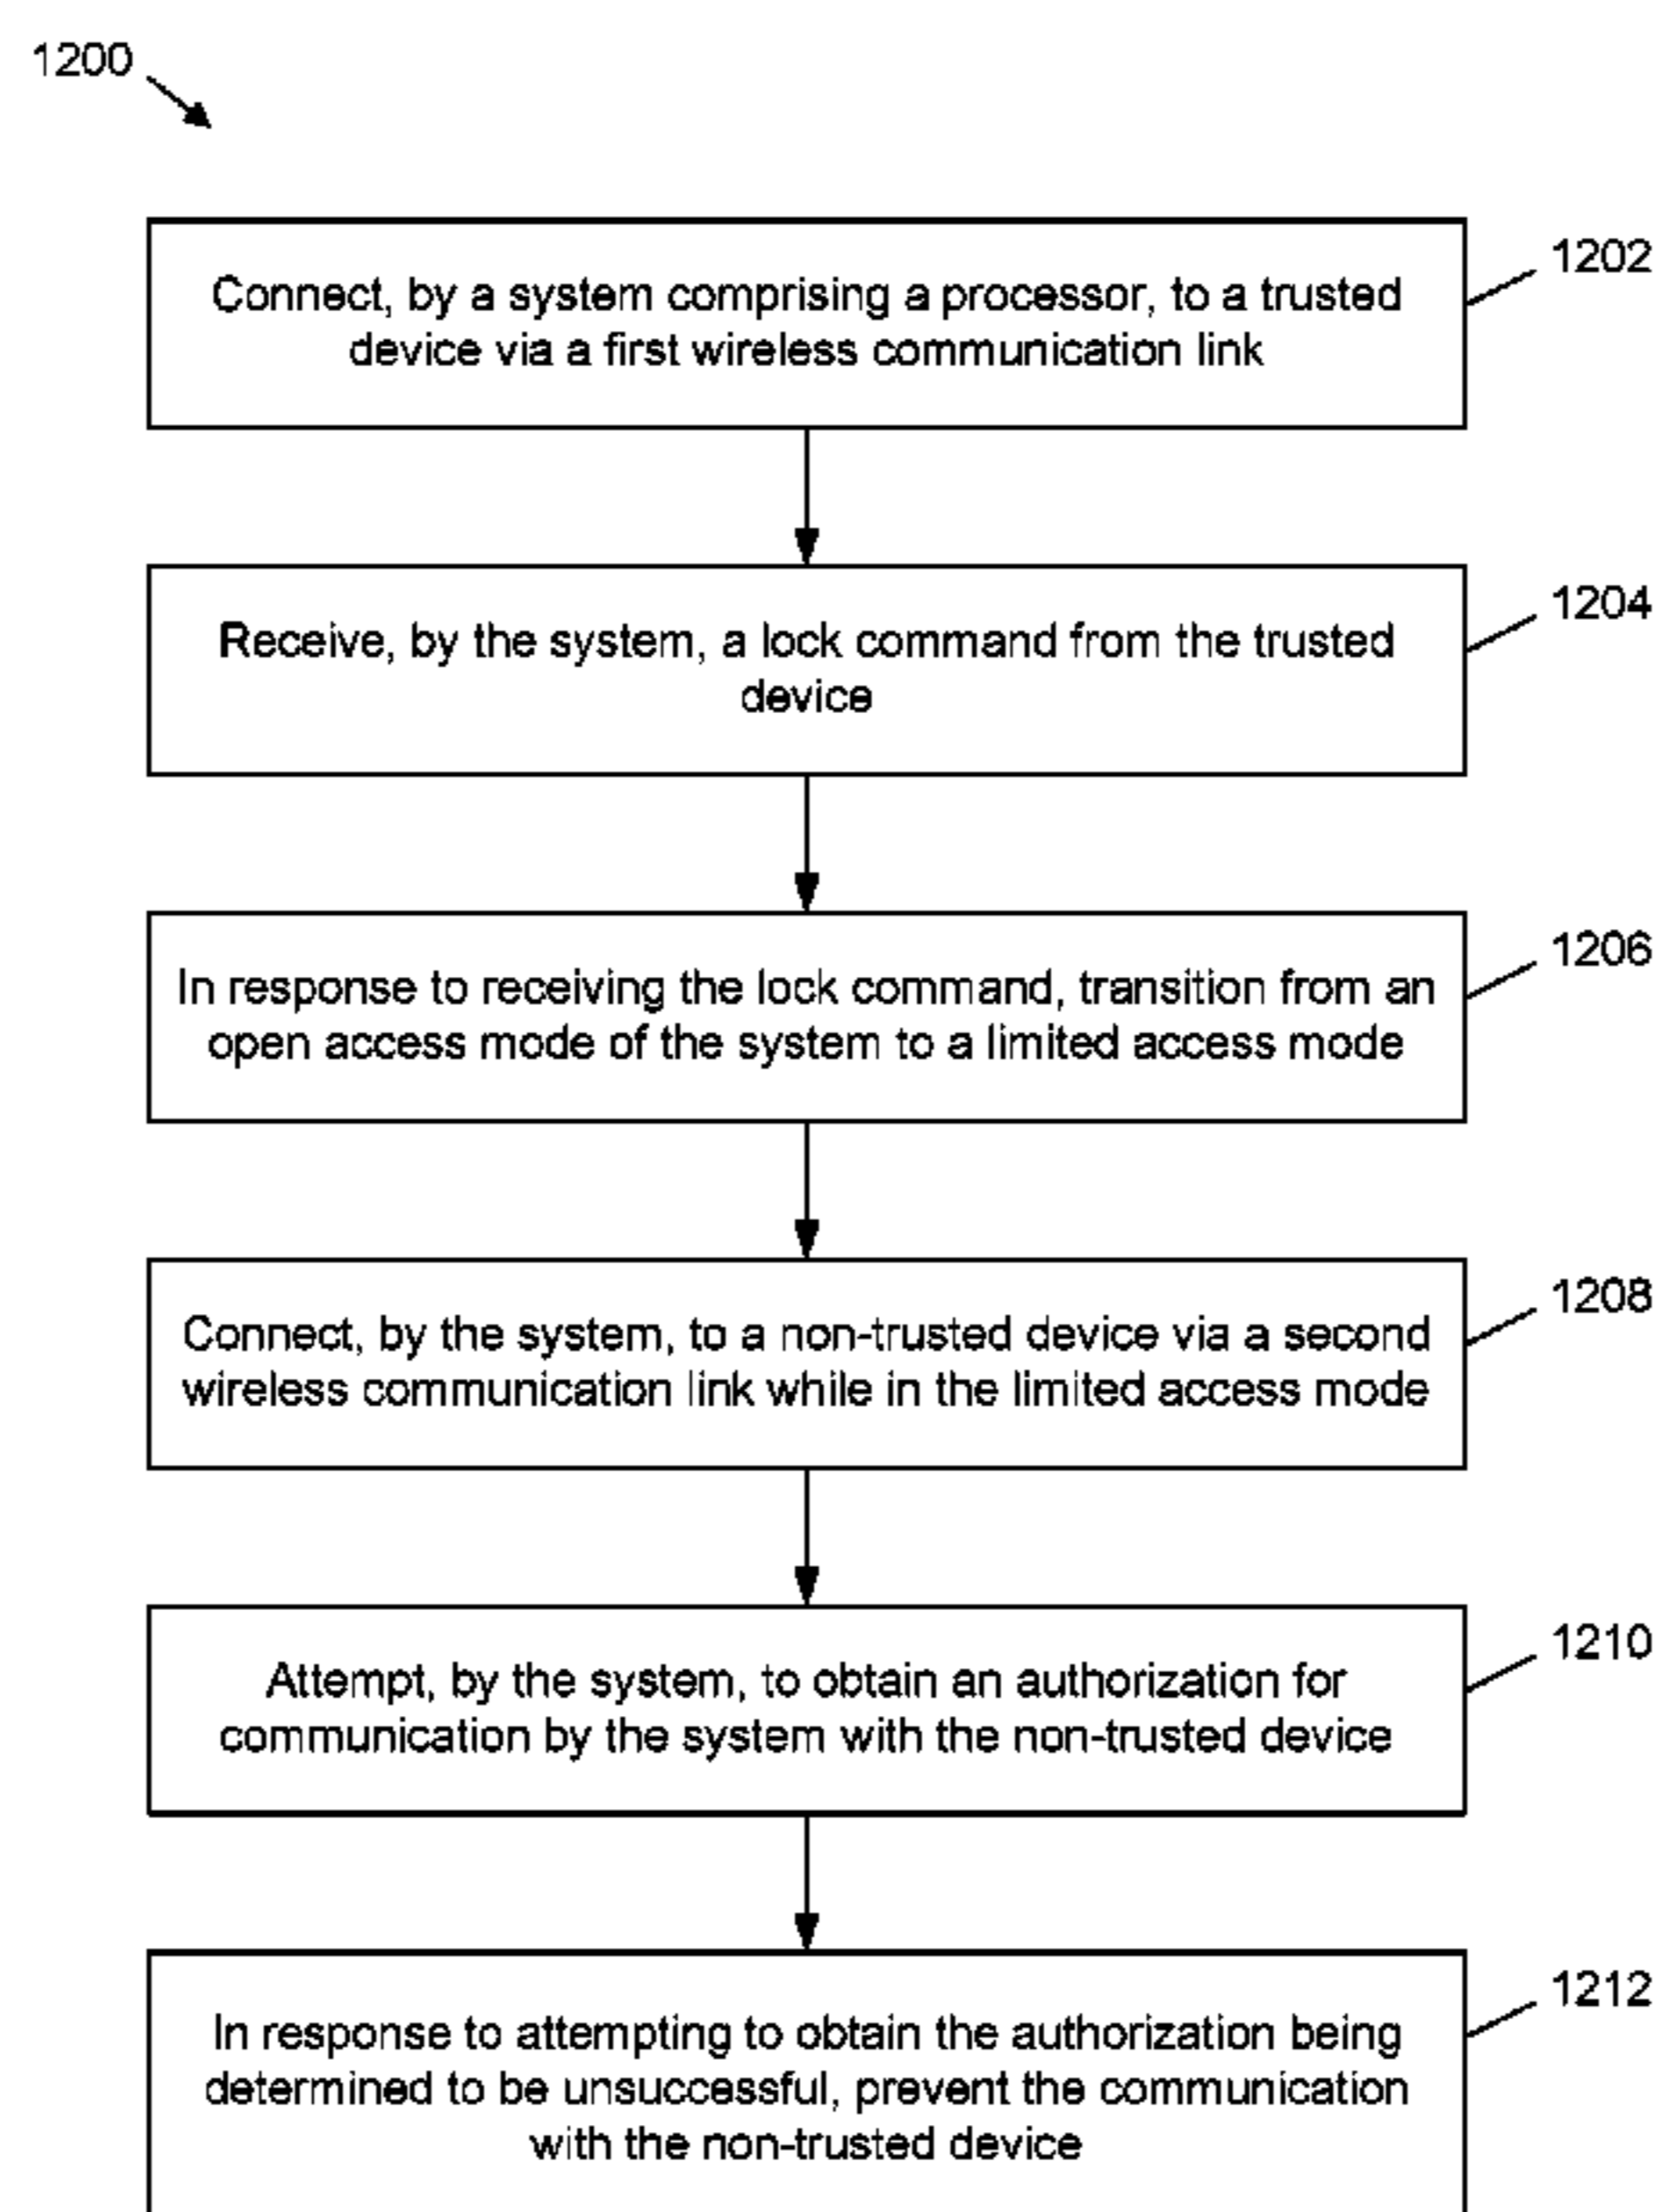 1200
1202
Connect, by a system comprising a processor, to a trusted
device via a first wireless communication link
1204
Receive, by the system, a lock command from the trusted
device
1206
In response to receiving the lock command, transition from an
open access mode of the system to a limited access mode
1208
Connect, by the system, to a non-trusted device via a second
wireless communication link while in the limited access mode
1210
Attempt, by the system, to obtain an authorization for
communication by the system with the non-trusted device
1212
In response to attempting to obtain the authorization being
determined to be unsuccessful, prevent the communication
with the non-trusted device